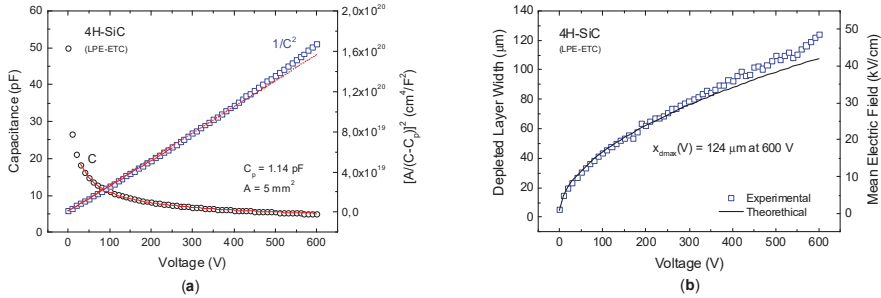 4H-SiC
(LPE-ETC)
1/C²
C
Cₚ = 1.14 pF
A = 5 mm²
Capacitance (pF)
60
50
40
30
20
10
0
0 100 200 300 400 500 600
Voltage (V)
2,0x10²⁰
1,6x10²⁰
1,2x10²⁰
8,0x10¹⁹
4,0x10¹⁹
0,0
[A/(C-Cₚ)]² (cm⁴/F²)
(a)
4H-SiC
(LPE-ETC)
x_dmax(V) = 124 μm at 600 V
Experimental
Theorethical
Depleted Layer Width (μm)
140
120
100
80
60
40
20
0
0 100 200 300 400 500 600
Voltage (V)
50
40
30
20
10
0
Mean Electric Field (kV/cm)
(b)